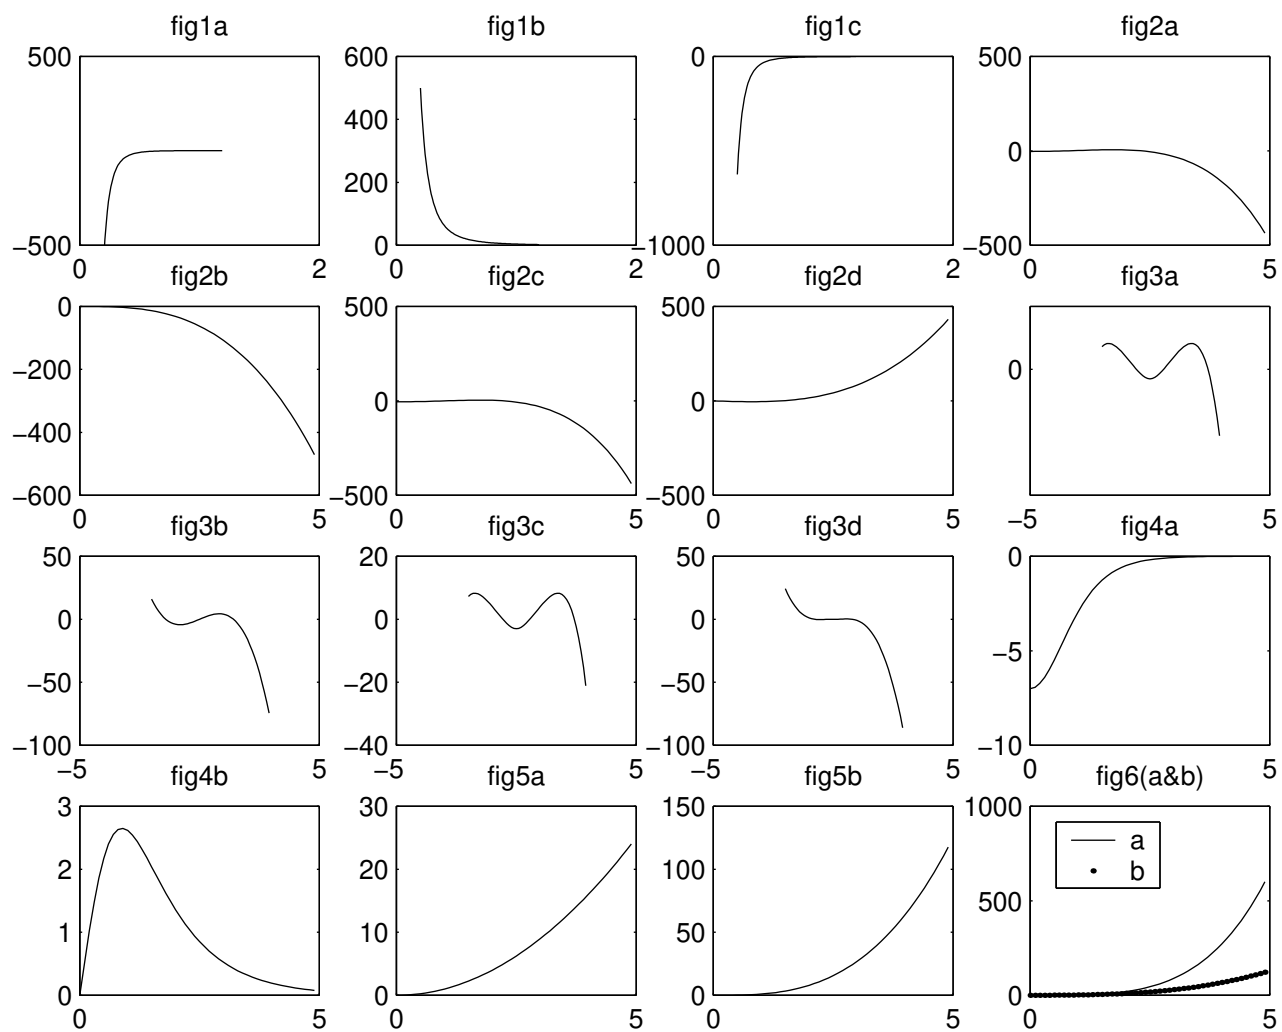 fig1a fig1b fig1c fig2a
500 600 0 500
400
0 0
200
−500 0 −1000 −500
0 2 0 2 0 2 0 5
fig2b fig2c fig2d fig3a
0 500 500
−200 0 0 0
−400
−600 −500 −500
0 5 0 5 0 5 −5 5
fig3b fig3c fig3d fig4a
50 20 50 0
0 0 0
−5
−50 −20 −50
−100 −40 −100 −10
−5 5 −5 5 −5 5 0 5
fig4b fig5a fig5b fig6(a&b)
3 30 150 1000
a
2 20 100 b
500
1 10 50
0 0 0 0
0 5 0 5 0 5 0 5